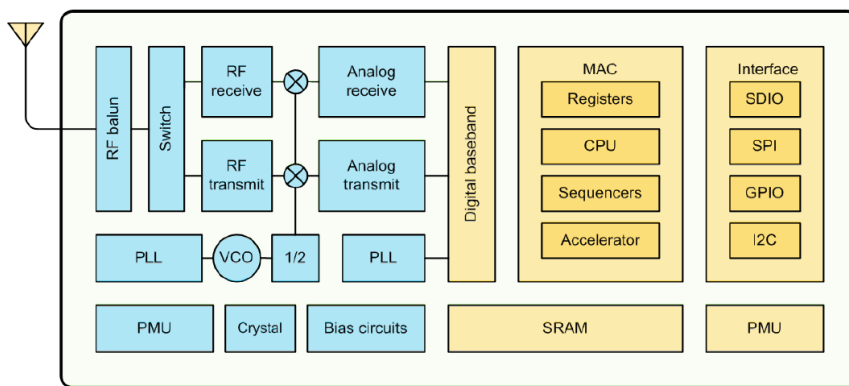 RF balun
Switch
RF
receive
Analog
receive
RF
transmit
Analog
transmit
PLL
VCO
1/2
PLL
Digital baseband
MAC
Registers
CPU
Sequencers
Accelerator
Interface
SDIO
SPI
GPIO
I2C
PMU
Crystal
Bias circuits
SRAM
PMU